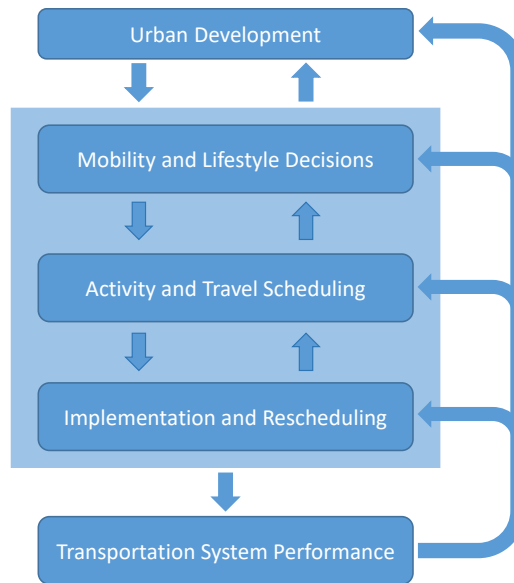 Urban Development
Mobility and Lifestyle Decisions
Activity and Travel Scheduling
Implementation and Rescheduling
Transportation System Performance